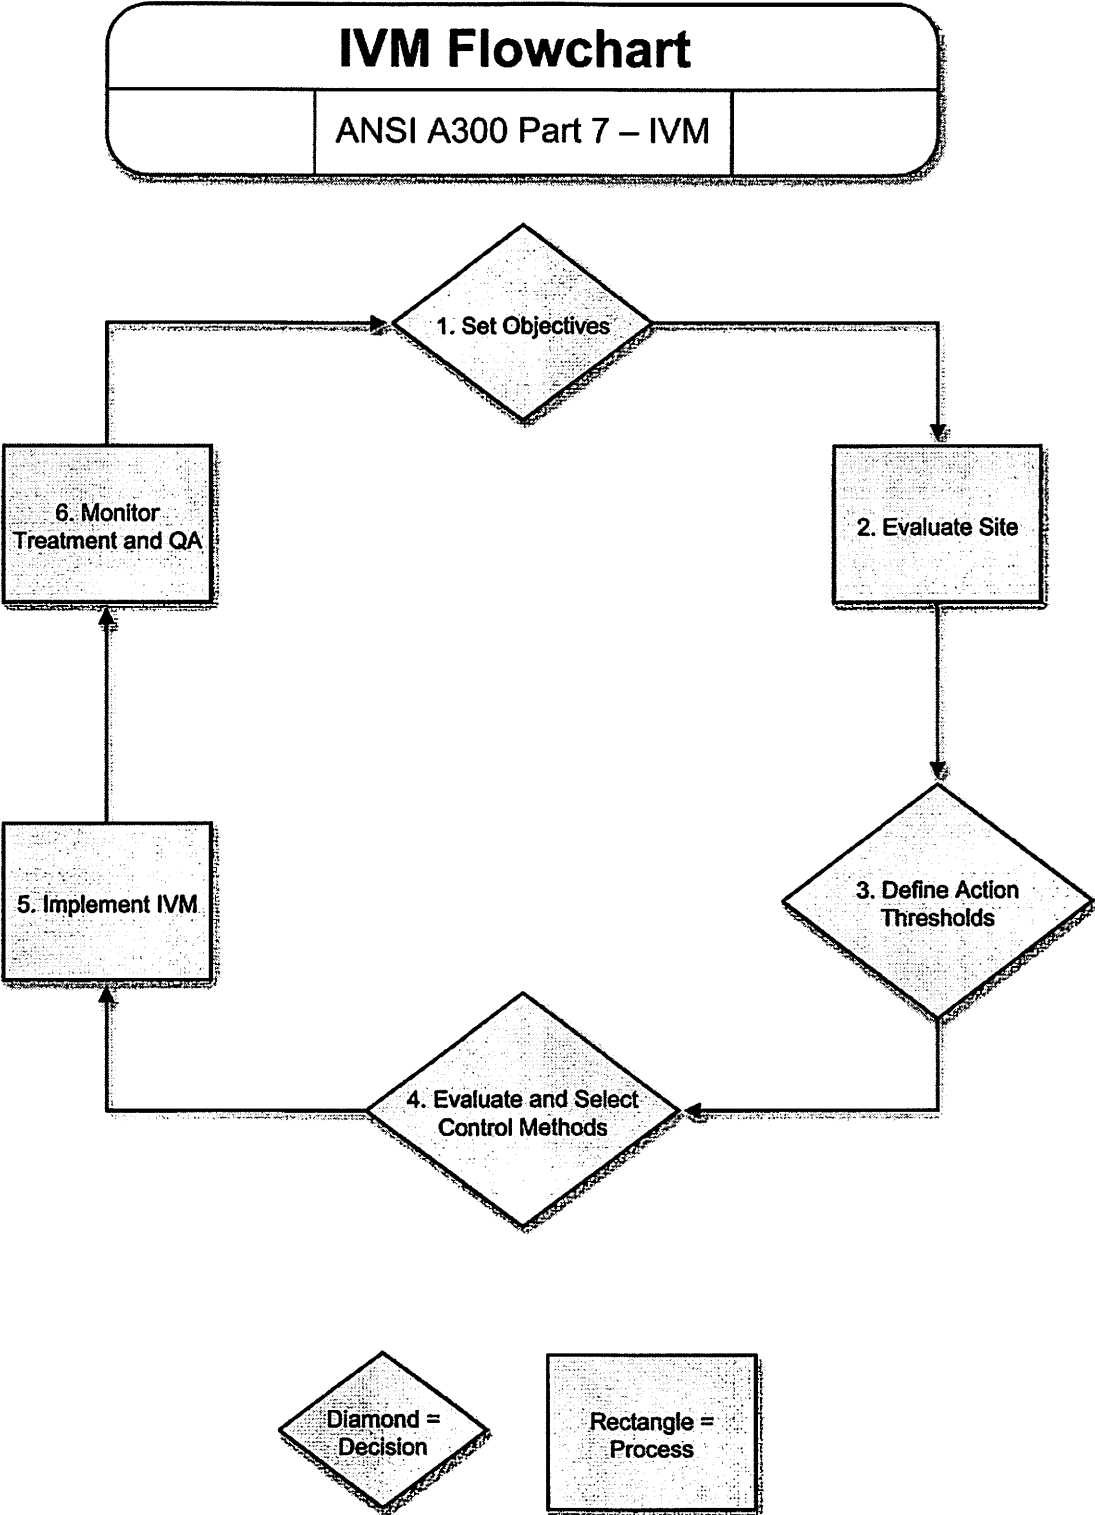 IVM Flowchart
ANSI A300 Part 7 – IVM
1. Set Objectives
2. Evaluate Site
3. Define Action
Thresholds
4. Evaluate and Select
Control Methods
5. Implement IVM
6. Monitor
Treatment and QA
Diamond =
Decision
Rectangle =
Process